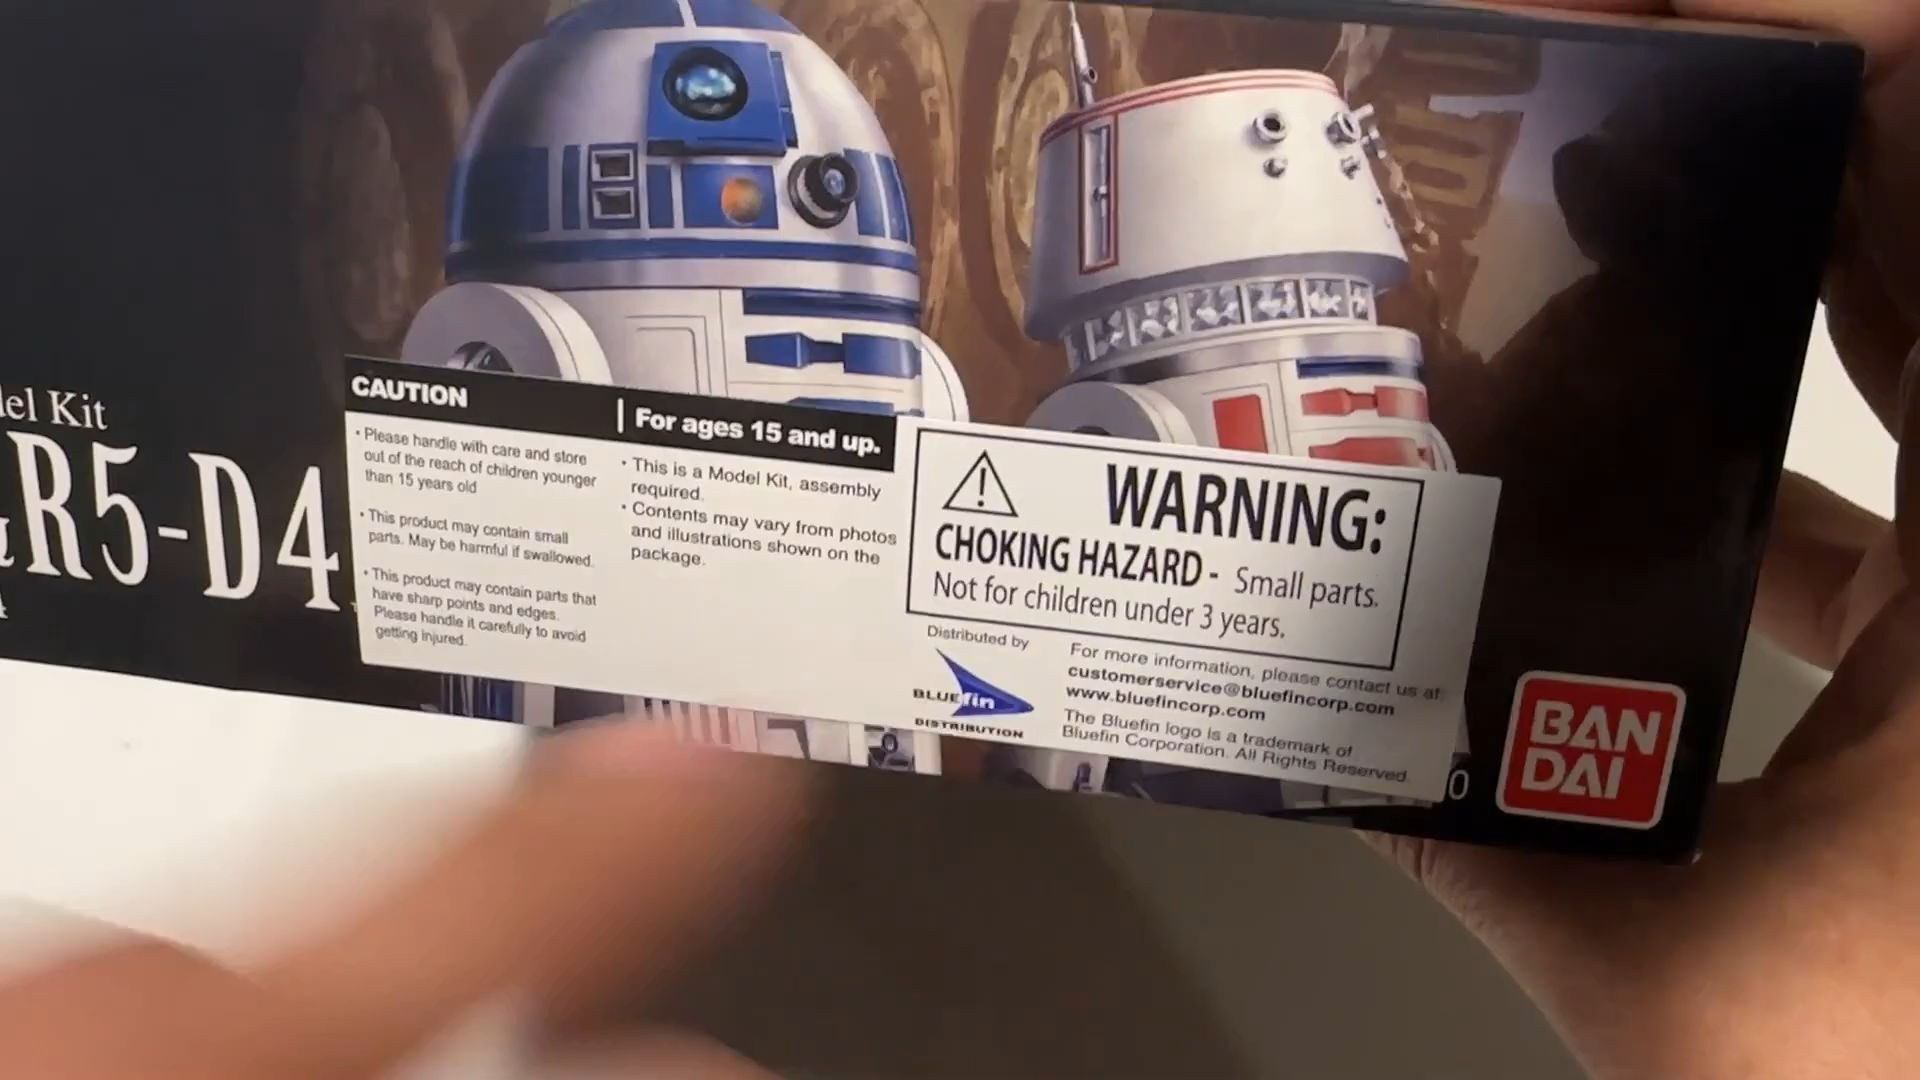 Kit
R5-D4
CAUTION
For ages 15 and up.
• Please handle with care and store
out of the reach of children younger
than 15 years old
• This product may contain small
parts. May be harmful if swallowed.
• This product may contain parts that
have sharp points and edges.
Please handle it carefully to avoid
getting injured.
• This is a Model Kit, assembly
required.
• Contents may vary from photos
and illustrations shown on the
package.
WARNING:
CHOKING HAZARD - Small parts.
Not for children under 3 years.
Distributed by
BLUEfin
DISTRIBUTION
For more information, please contact us at:
customerservice@bluefincorp.com
www.bluefincorp.com
The Bluefin logo is a trademark of
Bluefin Corporation. All Rights Reserved.
0
BAN
DAI